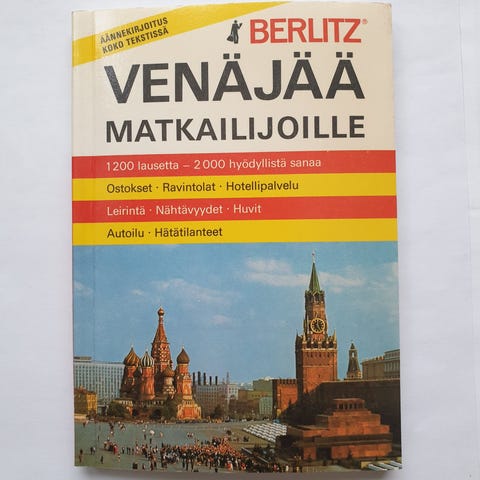 ÄÄNNEKIRJOITUS
KOKO TEKSTISSÄ
BERLITZ®
VENÄJÄÄ
MATKAILIJOILLE
1200 lausetta – 2000 hyödyllistä sanaa
Ostokset · Ravintolat · Hotellipalvelu
Leirintä · Nähtävyydet · Huvit
Autoilu · Hätätilanteet